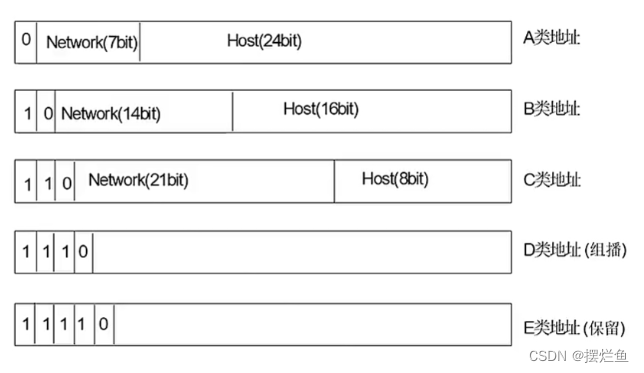 0 Network(7bit) Host(24bit) A类地址
1 0 Network(14bit) Host(16bit) B类地址
1 1 0 Network(21bit) Host(8bit) C类地址
1 1 1 0 D类地址(组播)
1 1 1 1 0 E类地址(保留)
CSDN @摆烂鱼